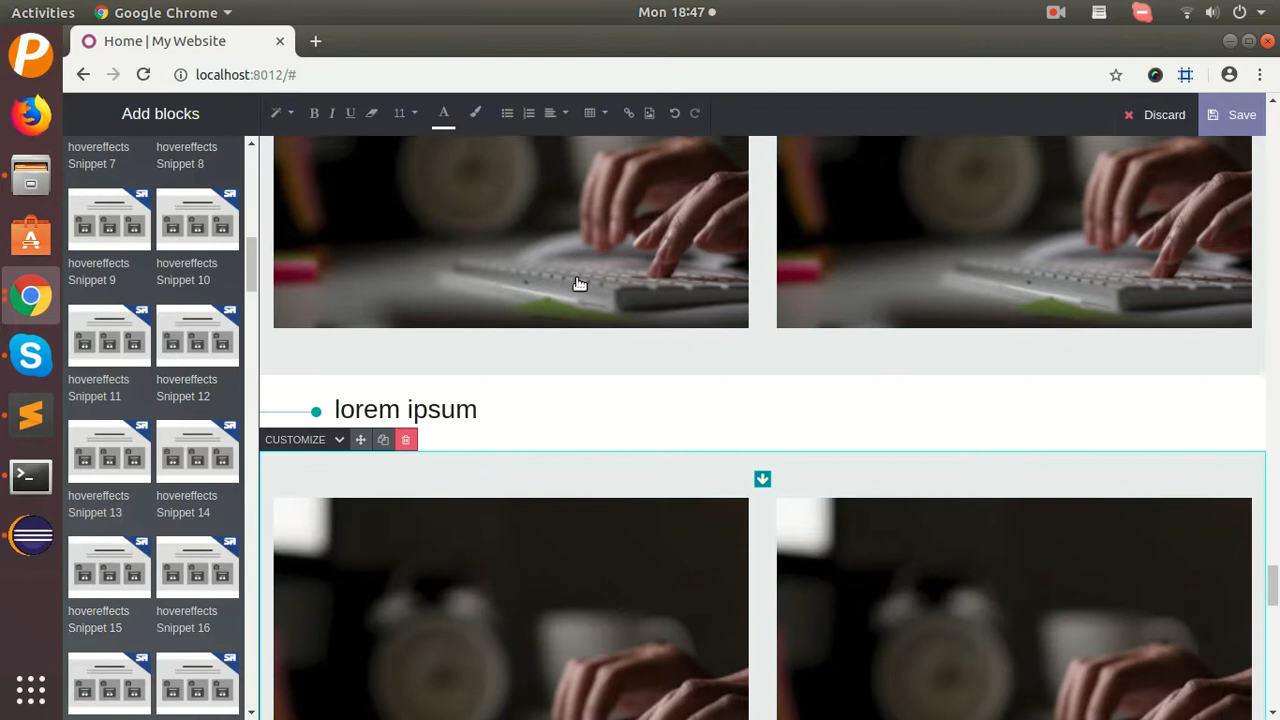 Activities Google Chrome Mon 18:47
Home | My Website
localhost:8012/#
Add blocks B I U 11 A Discard Save
hovereffects hovereffects
Snippet 7 Snippet 8
hovereffects hovereffects
Snippet 9 Snippet 10
hovereffects hovereffects
Snippet 11 Snippet 12
lorem ipsum
CUSTOMIZE
hovereffects hovereffects
Snippet 13 Snippet 14
hovereffects hovereffects
Snippet 15 Snippet 16